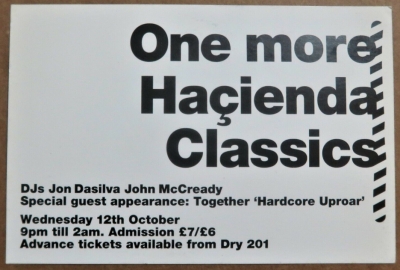 One more
Haçienda
Classics
DJs Jon Dasilva John McCready
Special guest appearance: Together ‘Hardcore Uproar’
Wednesday 12th October
9pm till 2am. Admission £7/£6
Advance tickets available from Dry 201